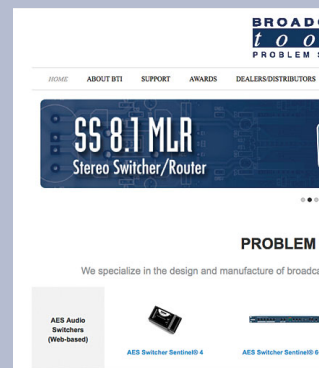 BROAD
too
PROBLEM S
HOME ABOUT BTI SUPPORT AWARDS DEALERS/DISTRIBUTORS
SS 8.1 MLR
Stereo Switcher/Router
PROBLEM
We specialize in the design and manufacture of broadca
AES Audio
Switchers
(Web-based)
AES Switcher Sentinel® 4 AES Switcher Sentinel® 6